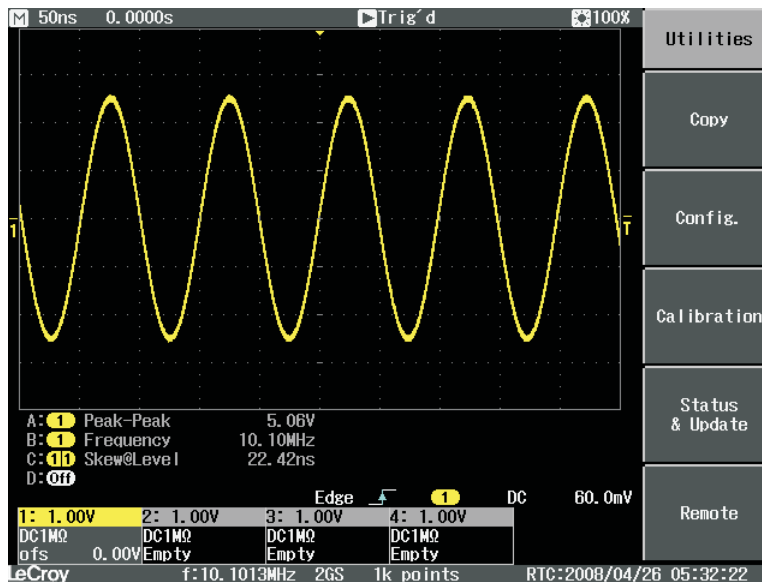 M 50ns 0.0000s Trig´d 100%
Utilities
Copy
Config.
Calibration
Status
& Update
Remote
1 T
A: 1 Peak-Peak 5.06V
B: 1 Frequency 10.10MHz
C: 1 1 Skew@Level 22.42ns
D: Off
Edge 1 DC 60.0mV
1: 1.00V 2: 1.00V 3: 1.00V 4: 1.00V
DC1MΩ DC1MΩ DC1MΩ DC1MΩ
ofs 0.00V Empty Empty Empty
LeCroy f:10.1013MHz 2GS 1k points RTC:2008/04/26 05:32:22